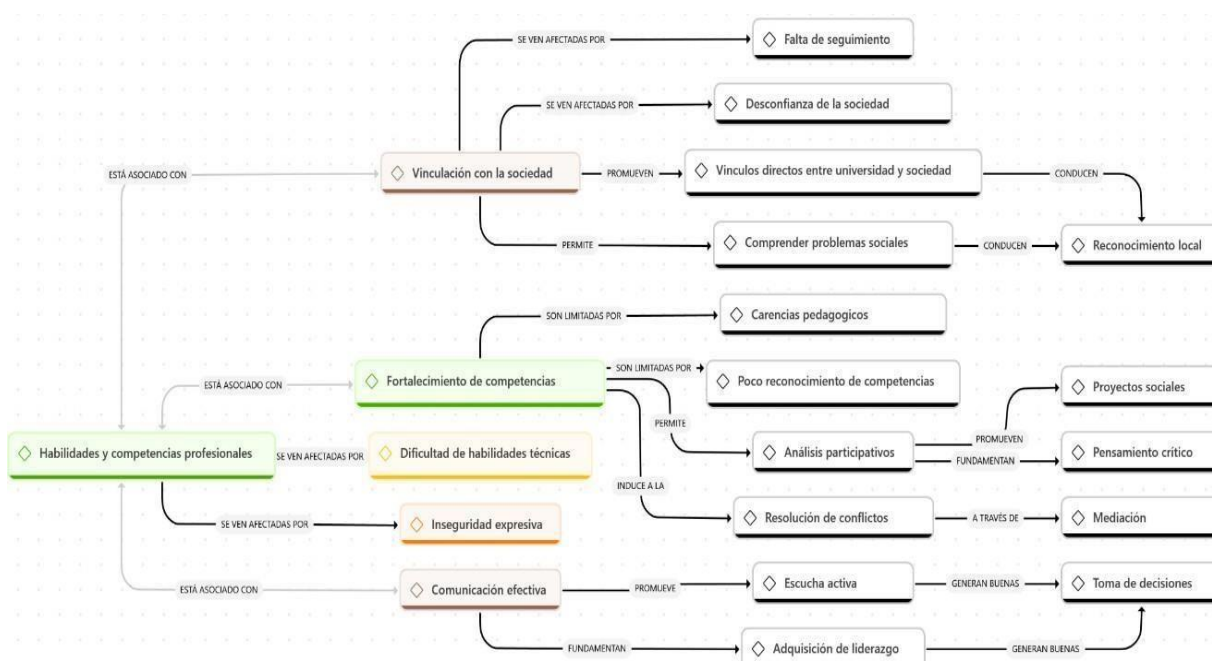 SE VEN AFECTADAS POR
Falta de seguimiento
SE VEN AFECTADAS POR
Desconfianza de la sociedad
ESTÁ ASOCIADO CON
Vinculación con la sociedad
PROMUEVEN
Vinculos directos entre universidad y sociedad
CONDUCEN
PERMITE
Comprender problemas sociales
CONDUCEN
Reconocimiento local
SON LIMITADAS POR
Carencias pedagogicos
ESTÁ ASOCIADO CON
Fortalecimiento de competencias
SON LIMITADAS POR
Poco reconocimiento de competencias
PERMITE
Análisis participativos
PROMUEVEN
Proyectos sociales
FUNDAMENTAN
Pensamiento crítico
INDUCE A LA
Resolución de conflictos
A TRAVÉS DE
Mediación
Habilidades y competencias profesionales
SE VEN AFECTADAS POR
Dificultad de habilidades técnicas
SE VEN AFECTADAS POR
Inseguridad expresiva
ESTÁ ASOCIADO CON
Comunicación efectiva
PROMUEVE
Escucha activa
GENERAN BUENAS
Toma de decisiones
FUNDAMENTAN
Adquisición de liderazgo
GENERAN BUENAS